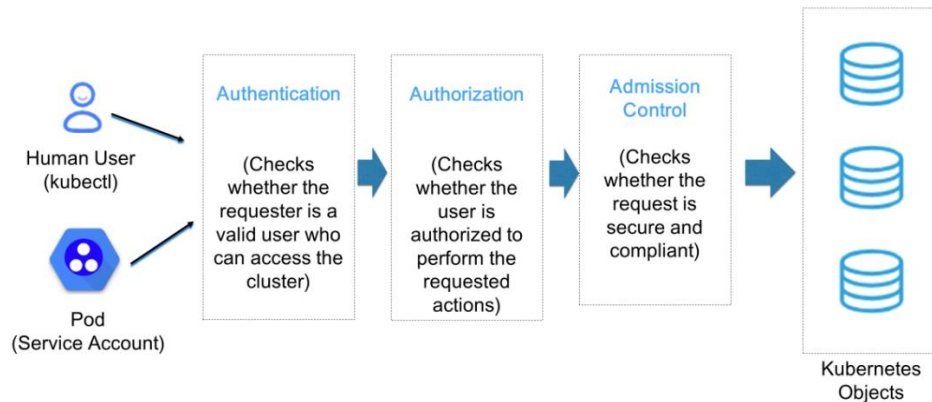 Human User
(kubectl)
Pod
(Service Account)
Authentication
(Checks
whether the
requester is a
valid user who
can access the
cluster)
Authorization
(Checks
whether the
user is
authorized to
perform the
requested
actions)
Admission
Control
(Checks
whether the
request is
secure and
compliant)
Kubernetes
Objects